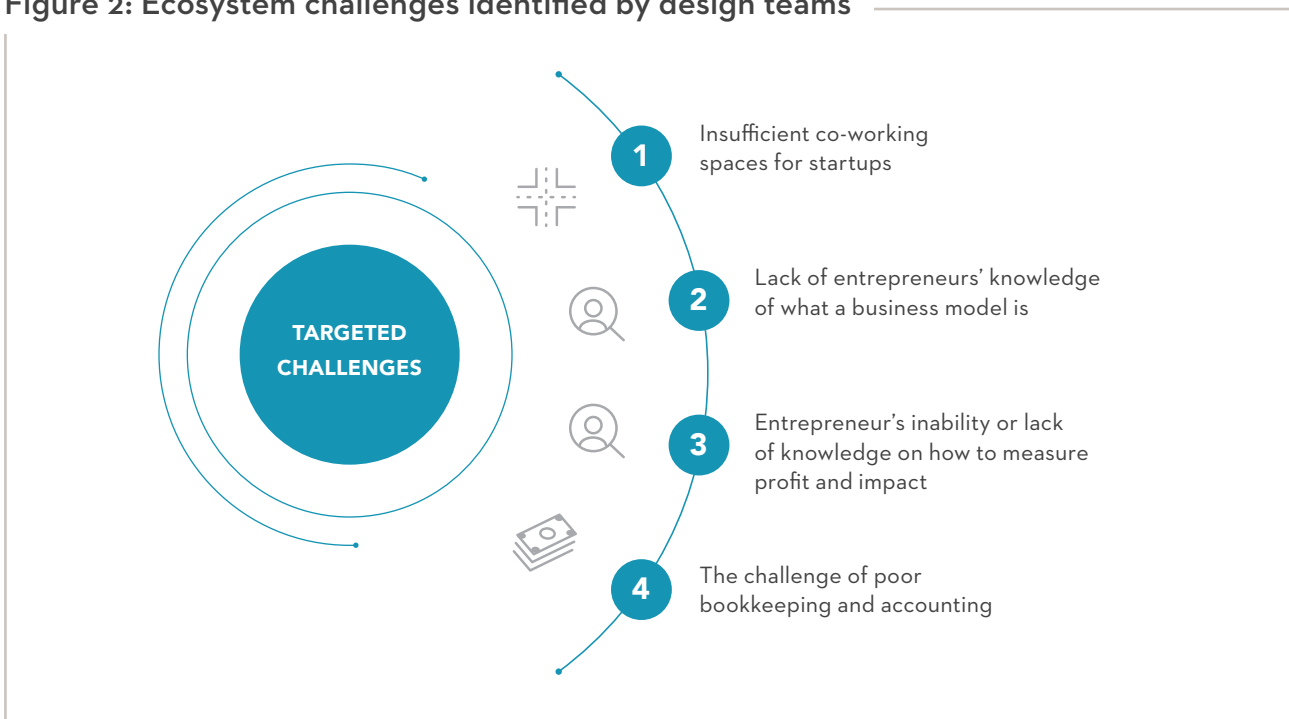 Figure 2: Ecosystem challenges identified by design teams
TARGETED
CHALLENGES
1
Insufficient co-working
spaces for startups
2
Lack of entrepreneurs’ knowledge
of what a business model is
3
Entrepreneur’s inability or lack
of knowledge on how to measure
profit and impact
4
The challenge of poor
bookkeeping and accounting